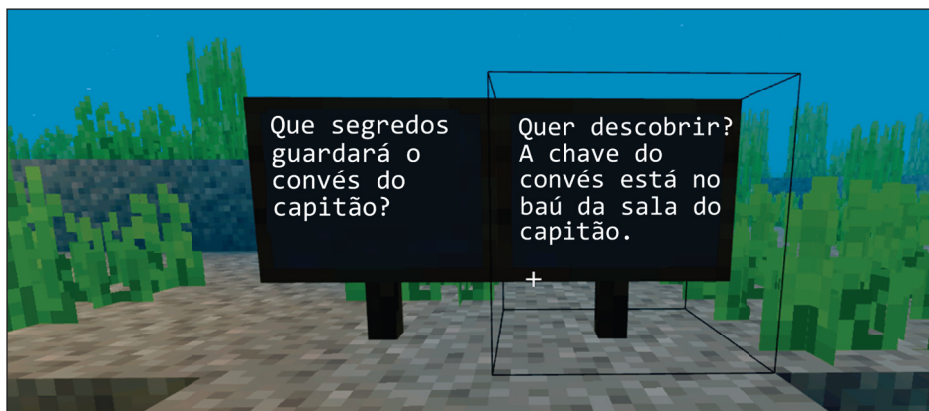 Que segredos
guardará o
convés do
capitão?
Quer descobrir?
A chave do
convés está no
baú da sala do
capitão.